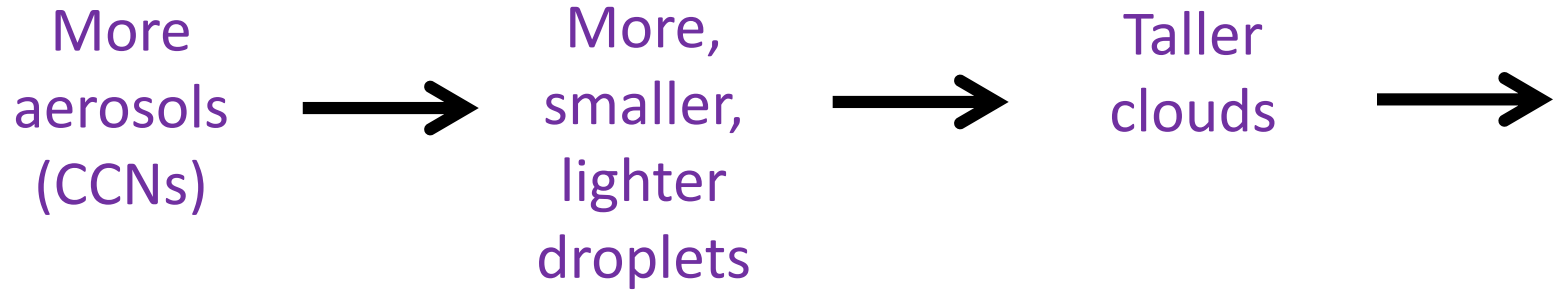 More
aerosols
(CCNs)
More,
smaller,
lighter
droplets
Taller
clouds